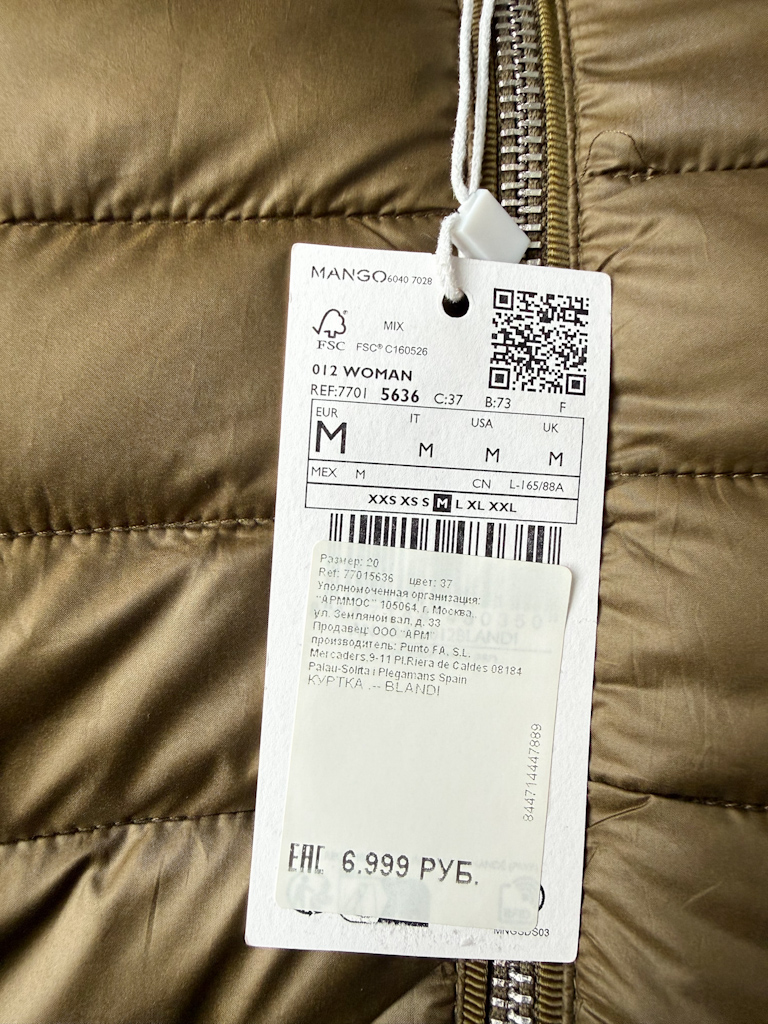 MANGO 6040 7028
MIX
FSC
FSC® C160526
012 WOMAN
REF:7701 5636 C:37 B:73 F
EUR IT USA UK
M M M M
MEX M CN L-165/88A
XXS XS S M L XL XXL
Размер: 20
Ref: 77015636 цвет: 37
Уполномоченная организация:
"АРММОС" 105064, г. Москва,
ул. Земляной вал, д. 33
Продавец: ООО "АРМ"
производитель: Punto FA, S.L.
Mercaders,9-11 Pl.Riera de Caldes 08184
Palau-Solita i Plegamans Spain
КУРТКА .-- BLANDI
8447144447889
EAC 6.999 РУБ.
MNGSDS03